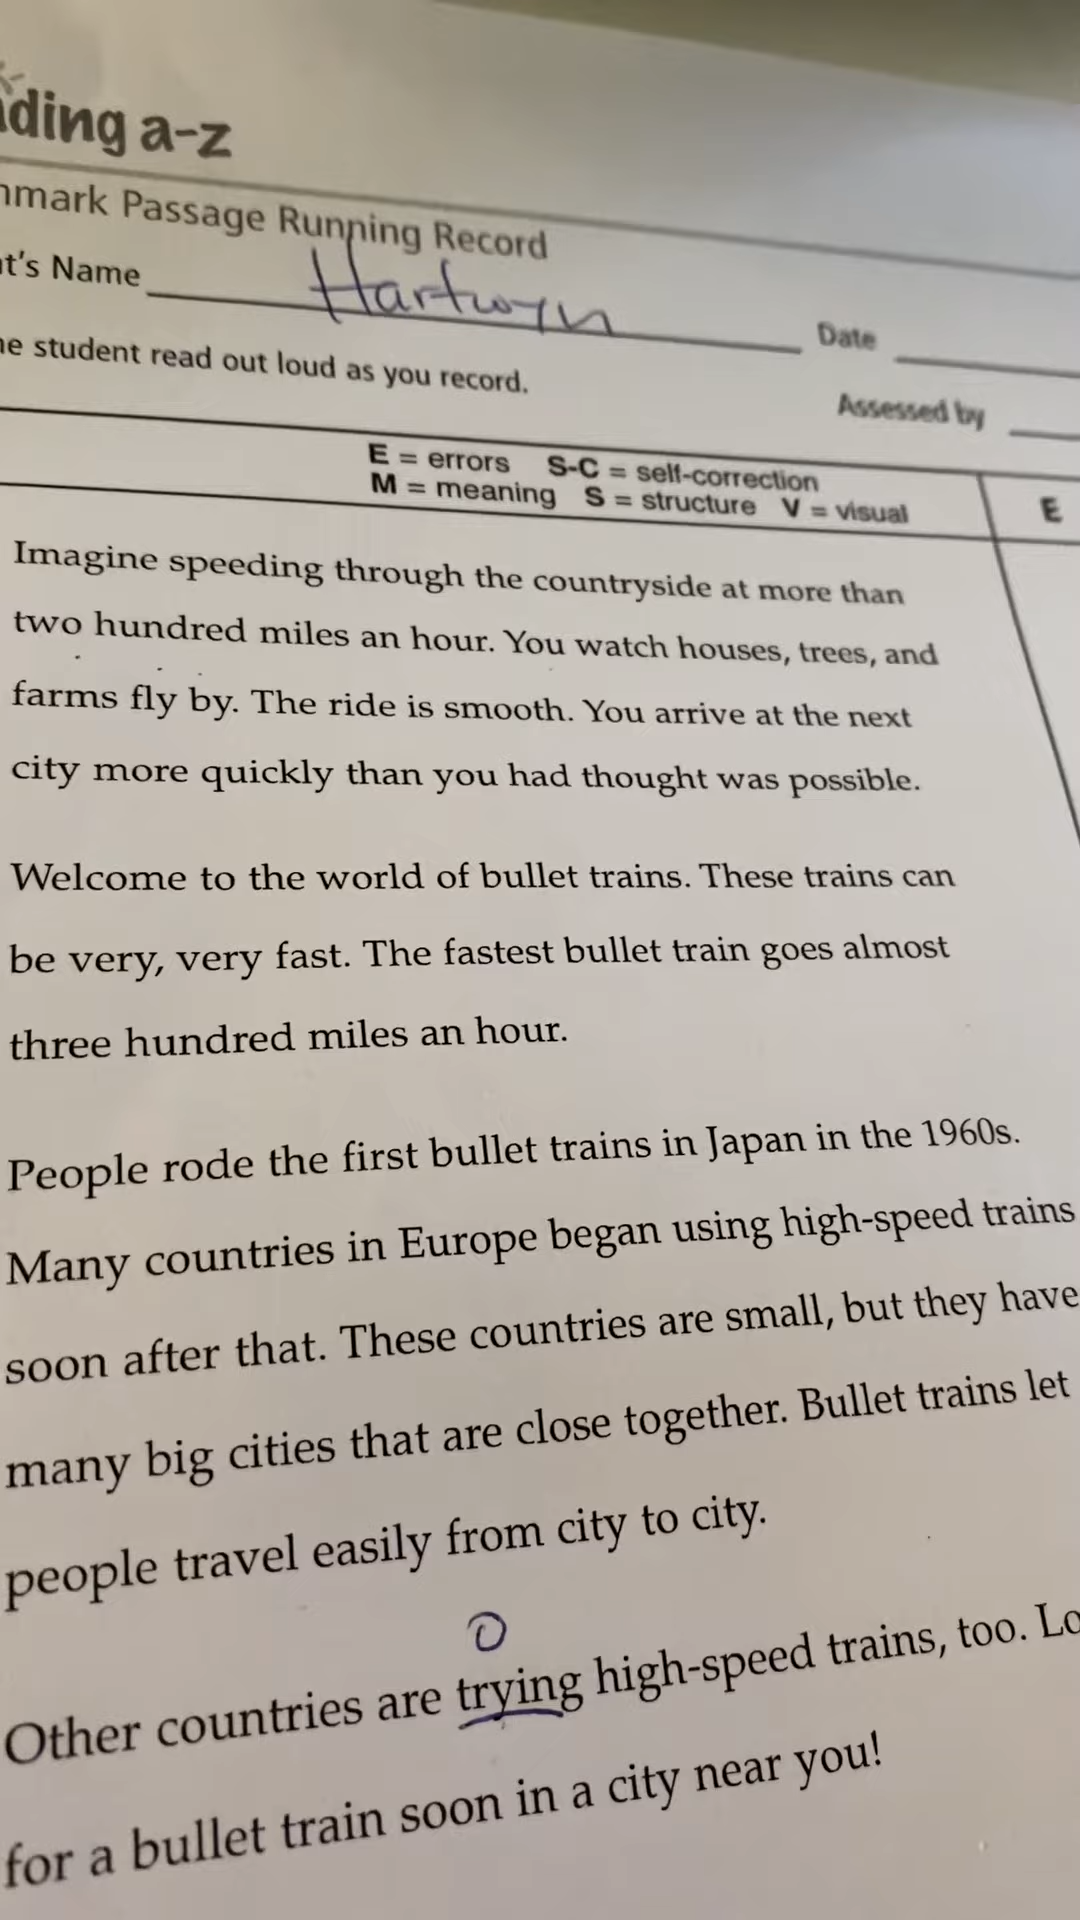 ding a-z
mark Passage Running Record
t's Name Hartwyn Date
e student read out loud as you record. Assessed by
E = errors S-C = self-correction
M = meaning S = structure V = visual E
Imagine speeding through the countryside at more than
two hundred miles an hour. You watch houses, trees, and
farms fly by. The ride is smooth. You arrive at the next
city more quickly than you had thought was possible.
Welcome to the world of bullet trains. These trains can
be very, very fast. The fastest bullet train goes almost
three hundred miles an hour.
People rode the first bullet trains in Japan in the 1960s.
Many countries in Europe began using high-speed trains
soon after that. These countries are small, but they have
many big cities that are close together. Bullet trains let
people travel easily from city to city.
Other countries are trying high-speed trains, too. Lo
for a bullet train soon in a city near you!